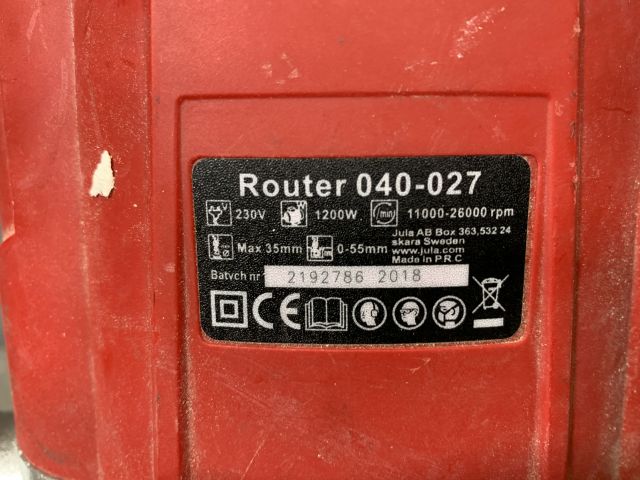 Router 040-027
V 230V W 1200W min 11000-26000 rpm
Max 35mm 0-55mm
Jula AB Box 363,532 24
skara Sweden
www.jula.com
Made in P.R.C
Batvch nr 2192786 2018
CE